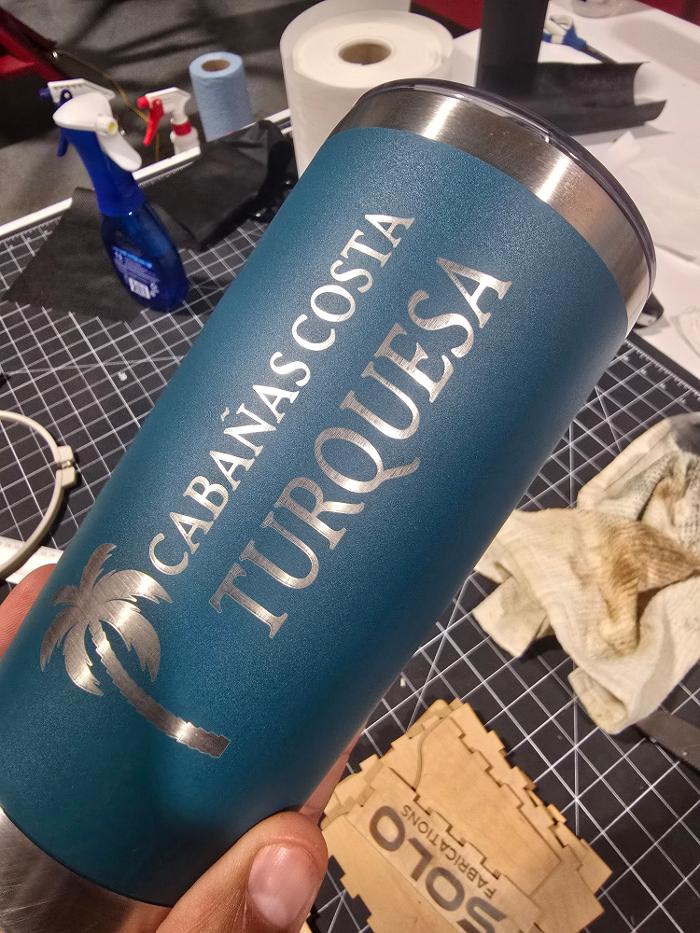 CABAÑAS COSTA
TURQUESA
SOLO
FABRICATIONS